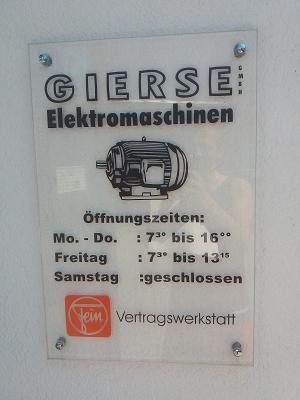 GIERSE GMBH
Elektromaschinen
Öffnungszeiten:
Mo. - Do. : 7³⁰ bis 16⁰⁰
Freitag : 7³⁰ bis 13¹⁵
Samstag :geschlossen
fein Vertragswerkstatt